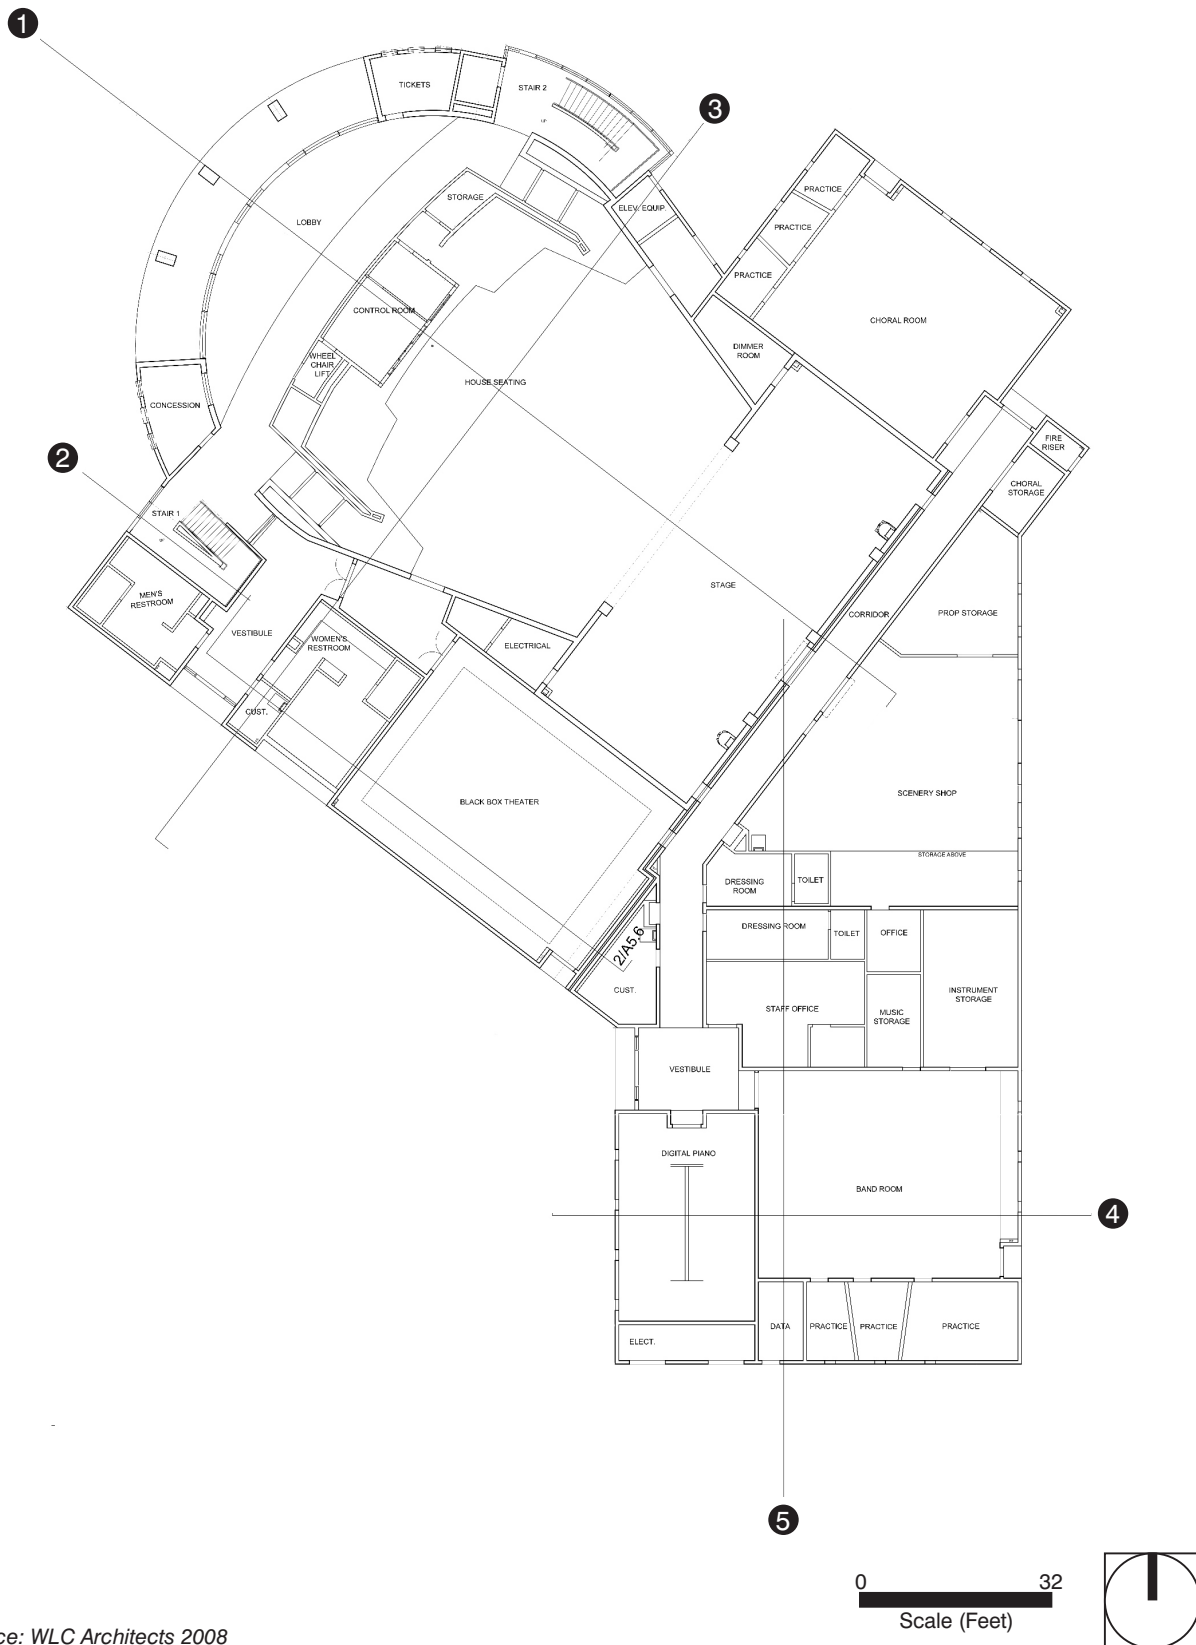 1
TICKETS
STAIR 2
UP
3
STORAGE
ELEV. EQUIP.
PRACTICE
PRACTICE
PRACTICE
LOBBY
CONTROL ROOM
CHORAL ROOM
DIMMER
ROOM
WHEEL
CHAIR
LIFT
HOUSE SEATING
CONCESSION
2
FIRE
RISER
CHORAL
STORAGE
STAIR 1
MEN'S
RESTROOM
STAGE
CORRIDOR
PROP STORAGE
VESTIBULE
WOMEN'S
RESTROOM
ELECTRICAL
CUST.
BLACK BOX THEATER
SCENERY SHOP
STORAGE ABOVE
DRESSING
ROOM
TOILET
DRESSING ROOM
TOILET
OFFICE
2/A5.6
CUST.
STAFF OFFICE
MUSIC
STORAGE
INSTRUMENT
STORAGE
VESTIBULE
DIGITAL PIANO
BAND ROOM
4
ELECT.
DATA
PRACTICE
PRACTICE
PRACTICE
5
0 32
Scale (Feet)
ce: WLC Architects 2008